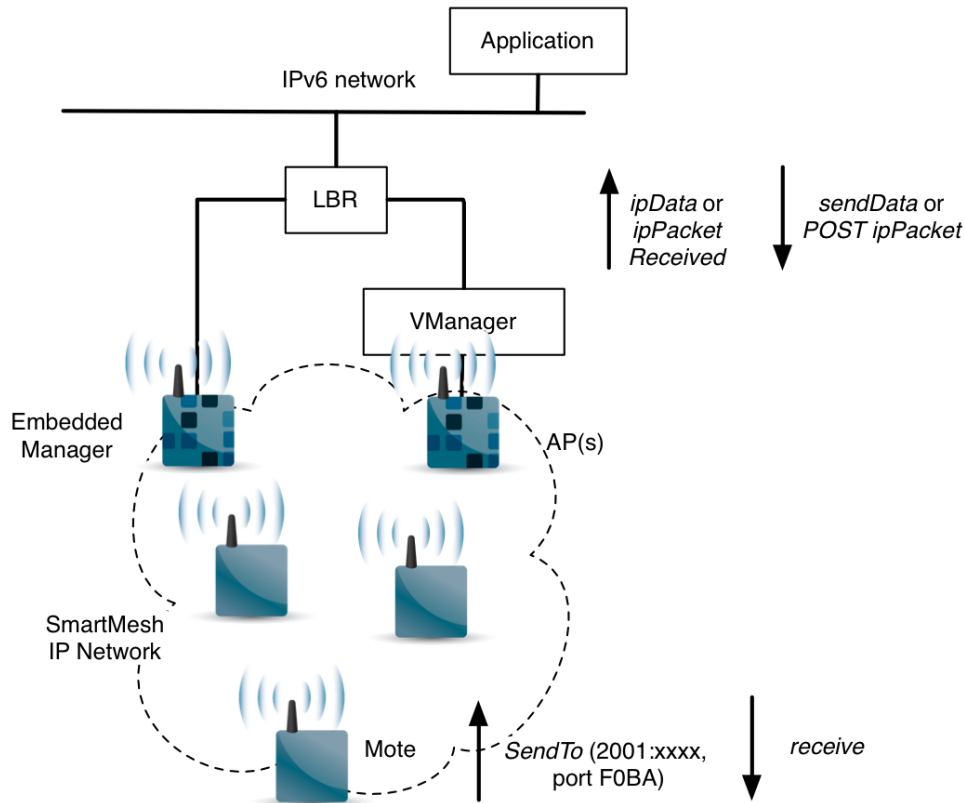 Application
IPv6 network
LBR
ipData or
ipPacket
Received
sendData or
POST ipPacket
VManager
Embedded
Manager
AP(s)
SmartMesh
IP Network
Mote
SendTo (2001:xxxx,
port F0BA)
receive